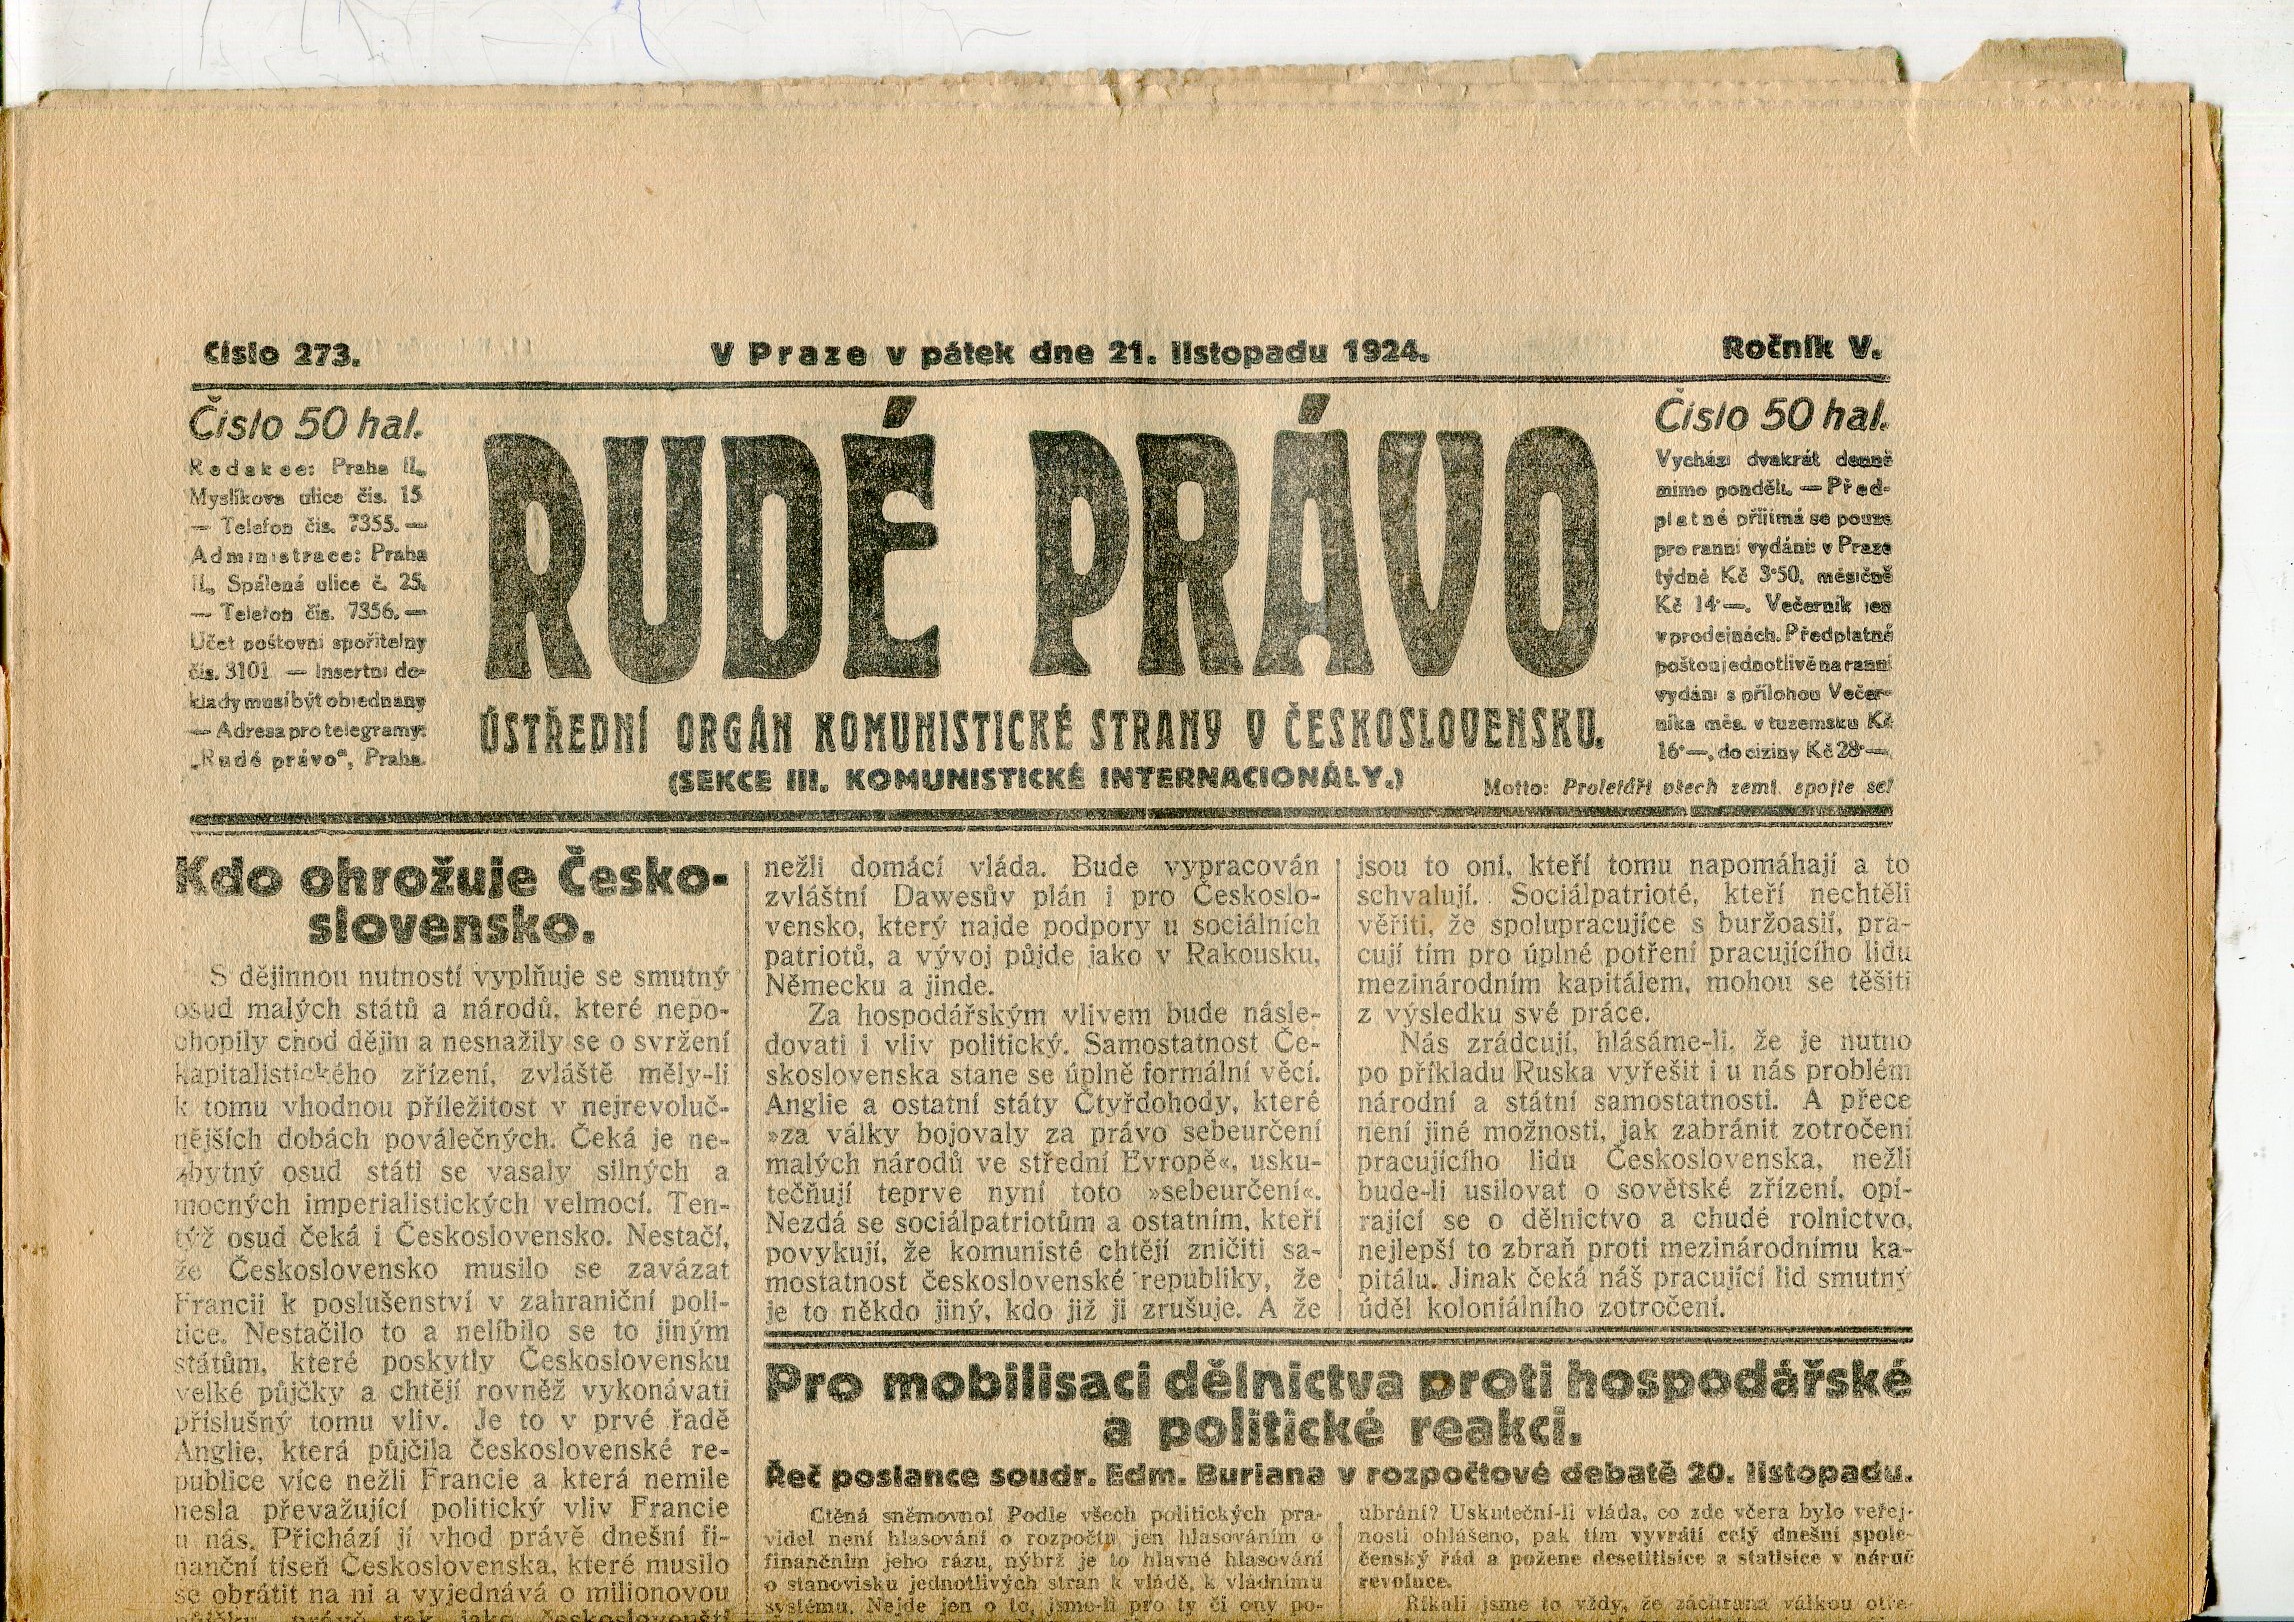 Číslo 273.
V Praze v pátek dne 21. listopadu 1924.
Ročník V.
Číslo 50 hal.
Redakce: Praha II.,
Myslíkova ulice čís. 15
— Telefon čís. 7355. —
Administrace: Praha
II., Spálená ulice č. 25.
— Telefon čís. 7356. —
Účet poštovní spořitelny
čís. 3101 — Insertní do-
klady musí být objednány
— Adresa pro telegramy:
„Rudé právo“, Praha.
RUDÉ PRÁVO
ÚSTŘEDNÍ ORGÁN KOMUNISTICKÉ STRANY V ČESKOSLOVENSKU.
(SEKCE III. KOMUNISTICKÉ INTERNACIONÁLY.)
Číslo 50 hal.
Vychází dvakrát denně
mimo pondělí. — Před-
platné přijímá se pouze
pro ranní vydání: v Praze
týdně Kč 3·50, měsíčně
Kč 14·—. Večerník jen
v prodejnách. Předplatné
poštou jednotlivě na ranní
vydání s přílohou Večer-
níka měs. v tuzemsku Kč
16·—, do ciziny Kč 28·—.
Motto: Proletáři všech zemí, spojte se!
Kdo ohrožuje Česko-
slovensko.
S dějinnou nutností vyplňuje se smutný
osud malých států a národů, které nepo-
chopily chod dějin a nesnažily se o svržení
kapitalistického zřízení, zvláště měly-li
k tomu vhodnou příležitost v nejrevoluč-
nějších dobách poválečných. Čeká je ne-
zbytný osud státi se vasaly silných a
mocných imperialistických velmocí. Ten-
týž osud čeká i Československo. Nestačí,
že Československo musilo se zavázat
Francii k poslušenství v zahraniční poli-
tice. Nestačilo to a nelíbilo se to jiným
státům, které poskytly Československu
velké půjčky a chtějí rovněž vykonávati
příslušný tomu vliv. Je to v prvé řadě
Anglie, která půjčila československé re-
publice více nežli Francie a která nemile
nesla převažující politický vliv Francie
u nás. Přichází jí vhod právě dnešní fi-
nanční tíseň Československa, které musilo
se obrátit na ni a vyjednává o milionovou
půjčku, právě tak jako českoslovenští
nežli domácí vláda. Bude vypracován
zvláštní Dawesův plán i pro Českoslo-
vensko, který najde podpory u sociálních
patriotů, a vývoj půjde jako v Rakousku,
Německu a jinde.
Za hospodářským vlivem bude násle-
dovati i vliv politický. Samostatnost Če-
skoslovenska stane se úplně formální věcí.
Anglie a ostatní státy Čtyřdohody, které
»za války bojovaly za právo sebeurčení
malých národů ve střední Evropě«, usku-
tečňují teprve nyní toto »sebeurčení«.
Nezdá se sociálpatriotům a ostatním, kteří
povykují, že komunisté chtějí zničiti sa-
mostatnost československé republiky, že
je to někdo jiný, kdo již ji zrušuje. A že
jsou to oni, kteří tomu napomáhají a to
schvalují. Sociálpatrioté, kteří nechtěli
věřiti, že spolupracujíce s buržoasií, pra-
cují tím pro úplné potření pracujícího lidu
mezinárodním kapitálem, mohou se těšiti
z výsledku své práce.
Nás zrádcují, hlásáme-li, že je nutno
po příkladu Ruska vyřešit i u nás problém
národní a státní samostatnosti. A přece
není jiné možnosti, jak zabránit zotročení
pracujícího lidu Československa, nežli
bude-li usilovat o sovětské zřízení, opí-
rající se o dělnictvo a chudé rolnictvo,
nejlepší to zbraň proti mezinárodnímu ka-
pitálu. Jinak čeká náš pracující lid smutný
úděl koloniálního zotročení.
Pro mobilisaci dělnictva proti hospodářské
a politické reakci.
Řeč poslance soudr. Edm. Buriana v rozpočtové debatě 20. listopadu.
Ctěná sněmovno! Podle všech politických pra-
videl není hlasování o rozpočtu jen hlasováním o
finančním jeho rázu, nýbrž je to hlavně hlasování
o stanovisku jednotlivých stran k vládě, k vládnímu
systému. Nejde jen o to, jsme-li pro ty či ony po-
ubrání? Uskuteční-li vláda, co zde včera bylo veřej-
nosti ohlášeno, pak tím vyvrátí celý dnešní spole-
čenský řád a požene desetitisíce a statisíce v náruč
revoluce.
Říkali jsme to vždy, že záchrana válkou otře-